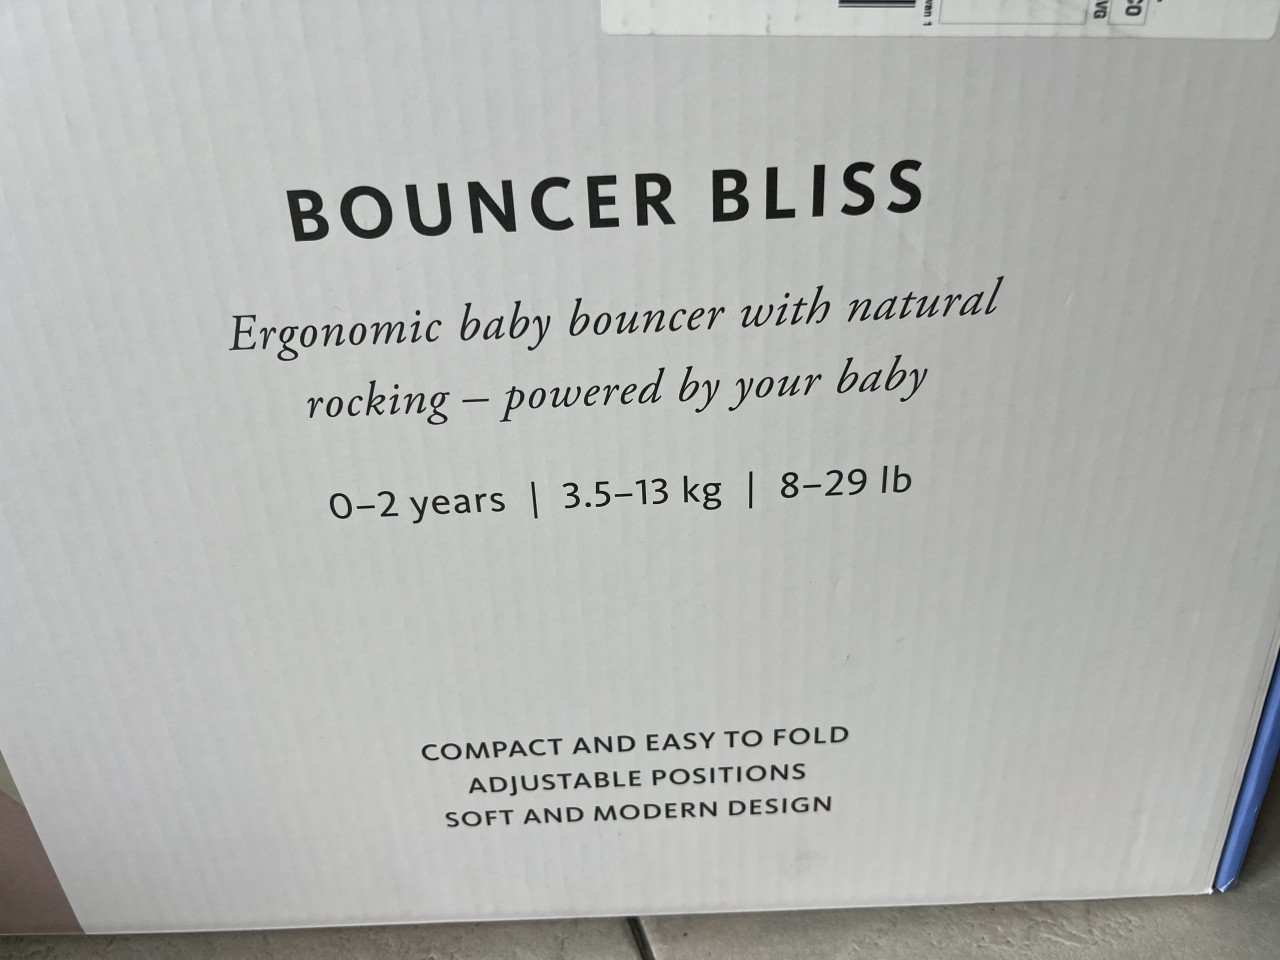 BOUNCER BLISS
Ergonomic baby bouncer with natural
rocking – powered by your baby
0–2 years | 3.5–13 kg | 8–29 lb
COMPACT AND EASY TO FOLD
ADJUSTABLE POSITIONS
SOFT AND MODERN DESIGN